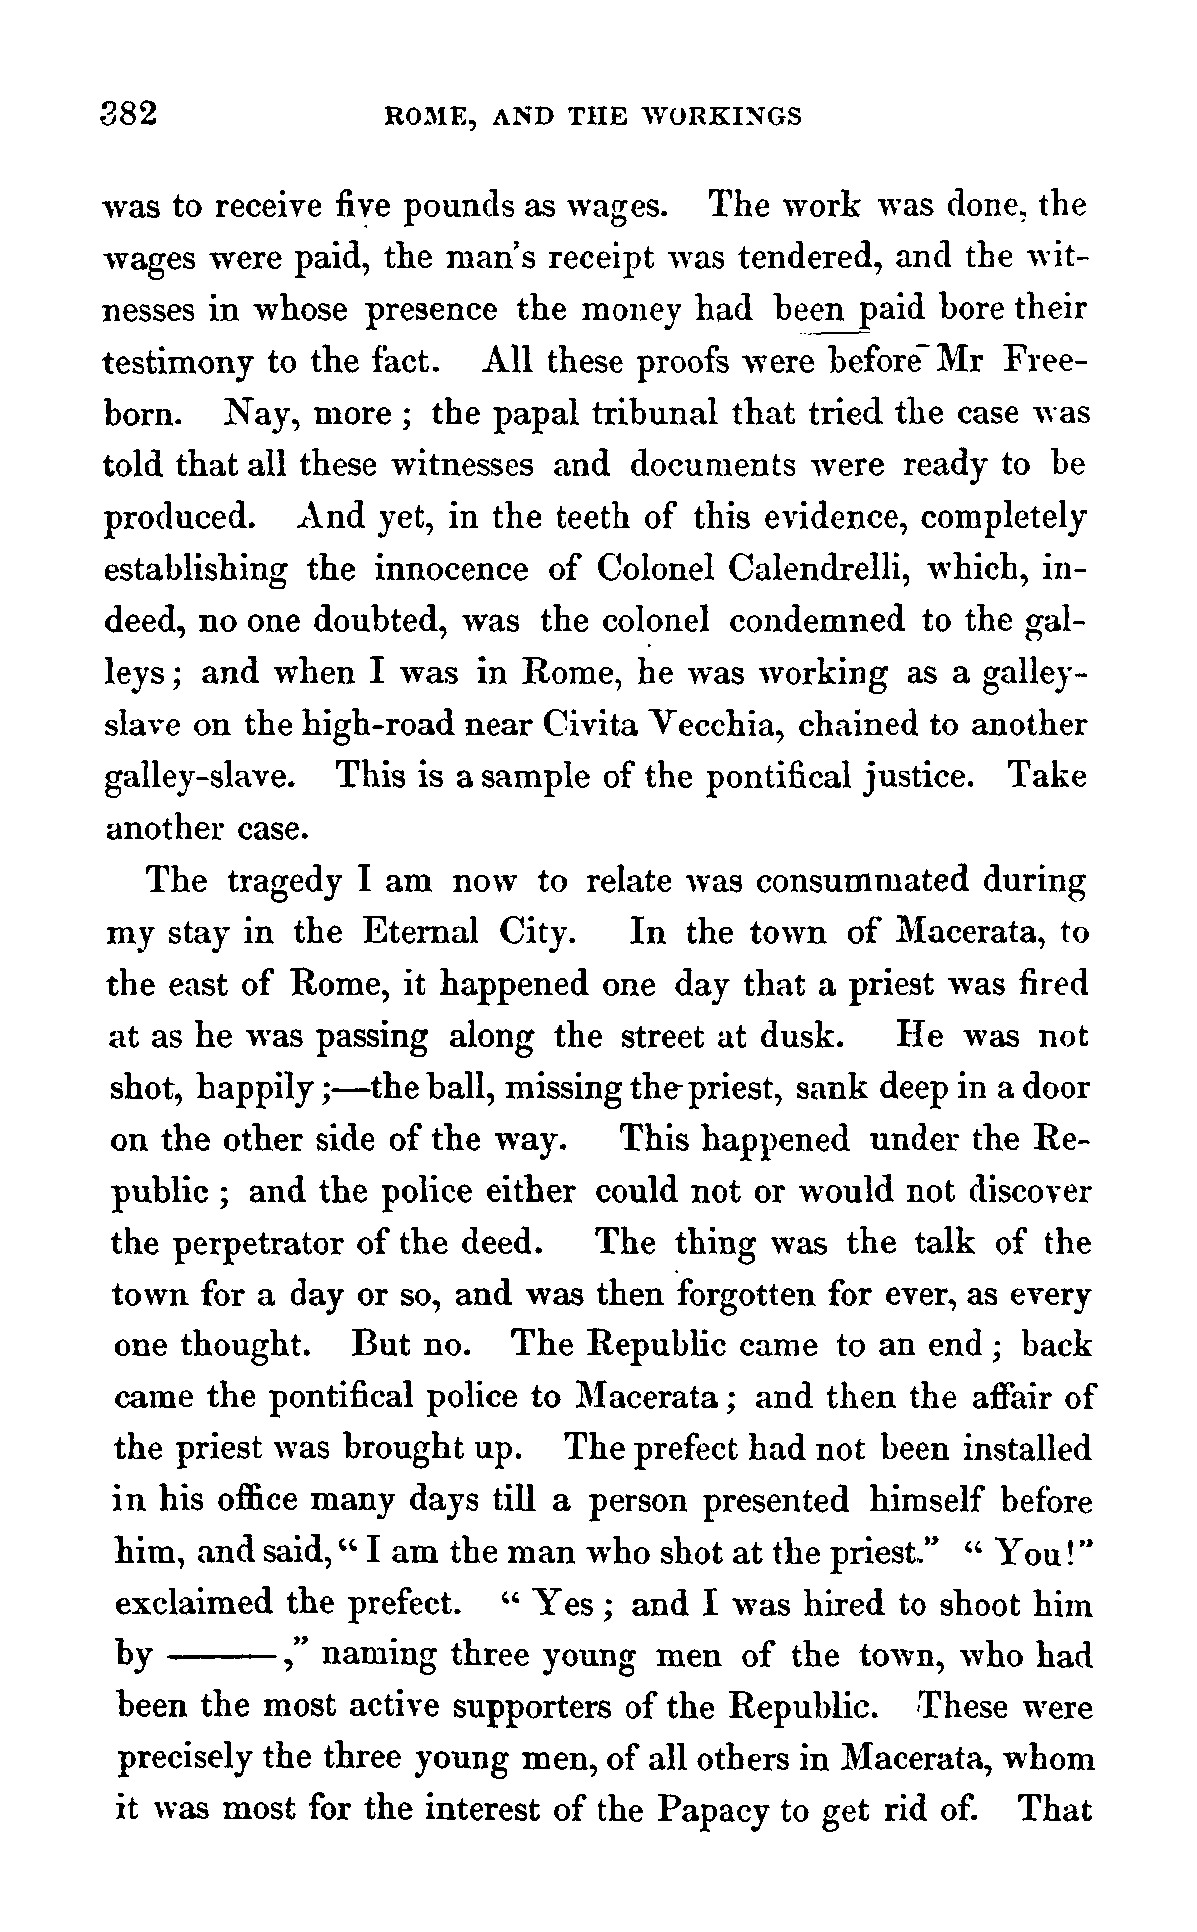 382 ROME, AND THE WORKINGS
was to receive five pounds as wages. The work was done, the
wages were paid, the man's receipt was tendered, and the wit-
nesses in whose presence the money had been paid bore their
testimony to the fact. All these proofs were before Mr Free-
born. Nay, more ; the papal tribunal that tried the case was
told that all these witnesses and documents were ready to be
produced. And yet, in the teeth of this evidence, completely
establishing the innocence of Colonel Calendrelli, which, in-
deed, no one doubted, was the colonel condemned to the gal-
leys ; and when I was in Rome, he was working as a galley-
slave on the high-road near Civita Vecchia, chained to another
galley-slave. This is a sample of the pontifical justice. Take
another case.
The tragedy I am now to relate was consummated during
my stay in the Eternal City. In the town of Macerata, to
the east of Rome, it happened one day that a priest was fired
at as he was passing along the street at dusk. He was not
shot, happily ;—the ball, missing the priest, sank deep in a door
on the other side of the way. This happened under the Re-
public ; and the police either could not or would not discover
the perpetrator of the deed. The thing was the talk of the
town for a day or so, and was then forgotten for ever, as every
one thought. But no. The Republic came to an end ; back
came the pontifical police to Macerata ; and then the affair of
the priest was brought up. The prefect had not been installed
in his office many days till a person presented himself before
him, and said, “ I am the man who shot at the priest.” “ You !”
exclaimed the prefect. “ Yes ; and I was hired to shoot him
by ———,” naming three young men of the town, who had
been the most active supporters of the Republic. These were
precisely the three young men, of all others in Macerata, whom
it was most for the interest of the Papacy to get rid of. That